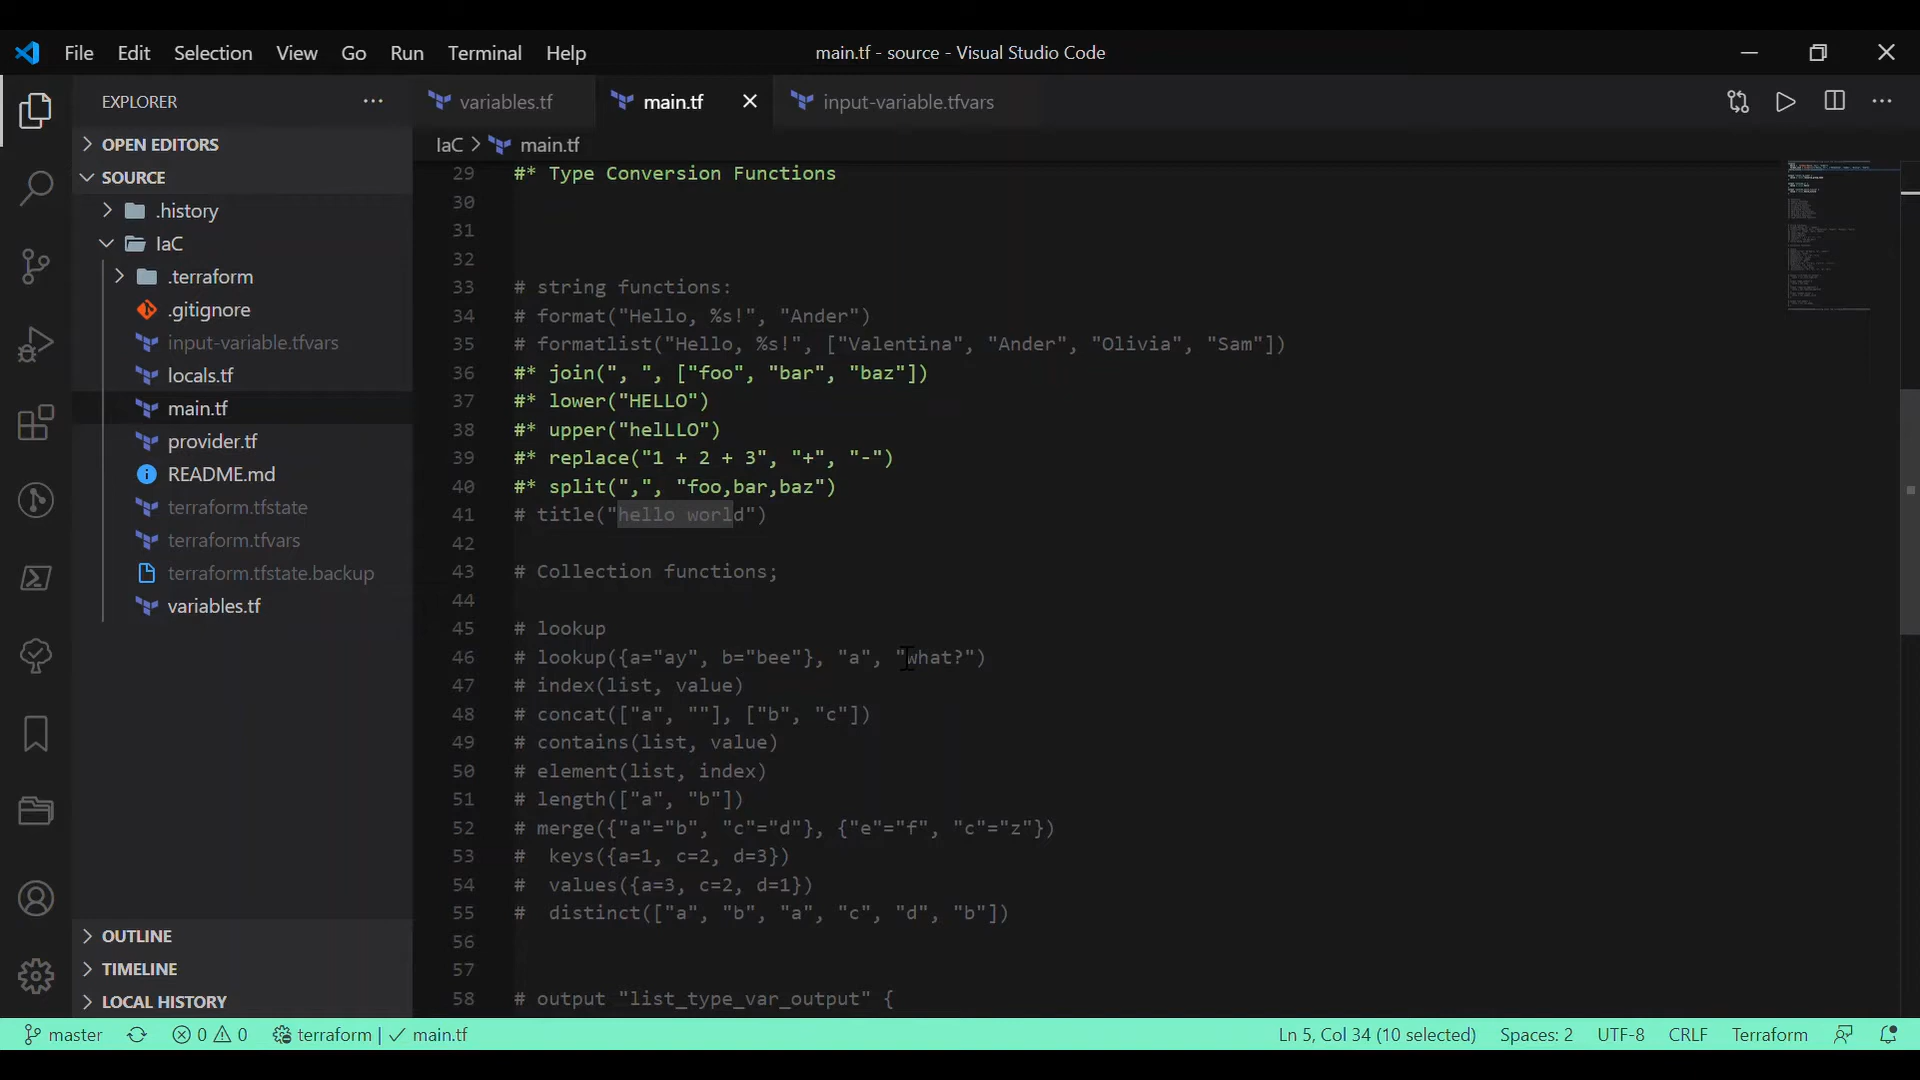 File Edit Selection View Go Run Terminal Help
main.tf - source - Visual Studio Code
EXPLORER
variables.tf
main.tf
input-variable.tfvars
OPEN EDITORS
SOURCE
.history
IaC
.terraform
.gitignore
input-variable.tfvars
locals.tf
main.tf
provider.tf
README.md
terraform.tfstate
terraform.tfvars
terraform.tfstate.backup
variables.tf
OUTLINE
TIMELINE
LOCAL HISTORY
IaC > main.tf
29 #* Type Conversion Functions
30
31
32
33 # string functions:
34 # format("Hello, %s!", "Ander")
35 # formatlist("Hello, %s!", ["Valentina", "Ander", "Olivia", "Sam"])
36 #* join(", ", ["foo", "bar", "baz"])
37 #* lower("HELLO")
38 #* upper("helLLO")
39 #* replace("1 + 2 + 3", "+", "-")
40 #* split(",", "foo,bar,baz")
41 # title("hello world")
42
43 # Collection functions;
44
45 # lookup
46 # lookup({a="ay", b="bee"}, "a", "what?")
47 # index(list, value)
48 # concat(["a", ""], ["b", "c"])
49 # contains(list, value)
50 # element(list, index)
51 # length(["a", "b"])
52 # merge({"a"="b", "c"="d"}, {"e"="f", "c"="z"})
53 #  keys({a=1, c=2, d=3})
54 #  values({a=3, c=2, d=1})
55 #  distinct(["a", "b", "a", "c", "d", "b"])
56
57
58 # output "list_type_var_output" {
master 0 0 terraform | ✓ main.tf
Ln 5, Col 34 (10 selected) Spaces: 2 UTF-8 CRLF Terraform